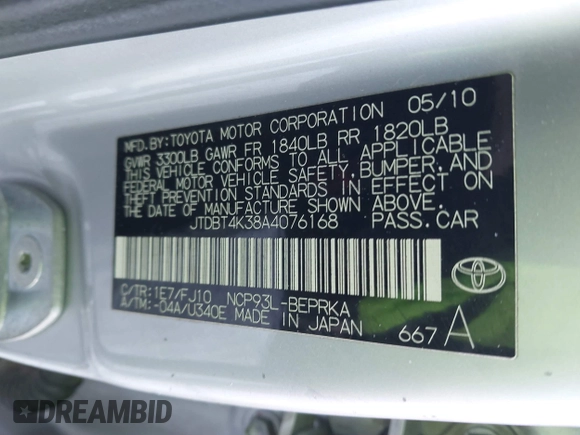 MFD.BY:TOYOTA MOTOR CORPORATION 05/10
GVWR 3300LB GAWR FR 1840LB RR 1820LB
THIS VEHICLE CONFORMS TO ALL APPLICABLE
FEDERAL MOTOR VEHICLE SAFETY,BUMPER,AND
THEFT PREVENTION STANDARDS IN EFFECT ON
THE DATE OF MANUFACTURE SHOWN ABOVE.
JTDBT4K38A4076168 PASS.CAR
C/TR:1E7/FJ10 NCP93L-BEPRKA
A/TM:-04A/U340E MADE IN JAPAN
667 A
DREAMBID